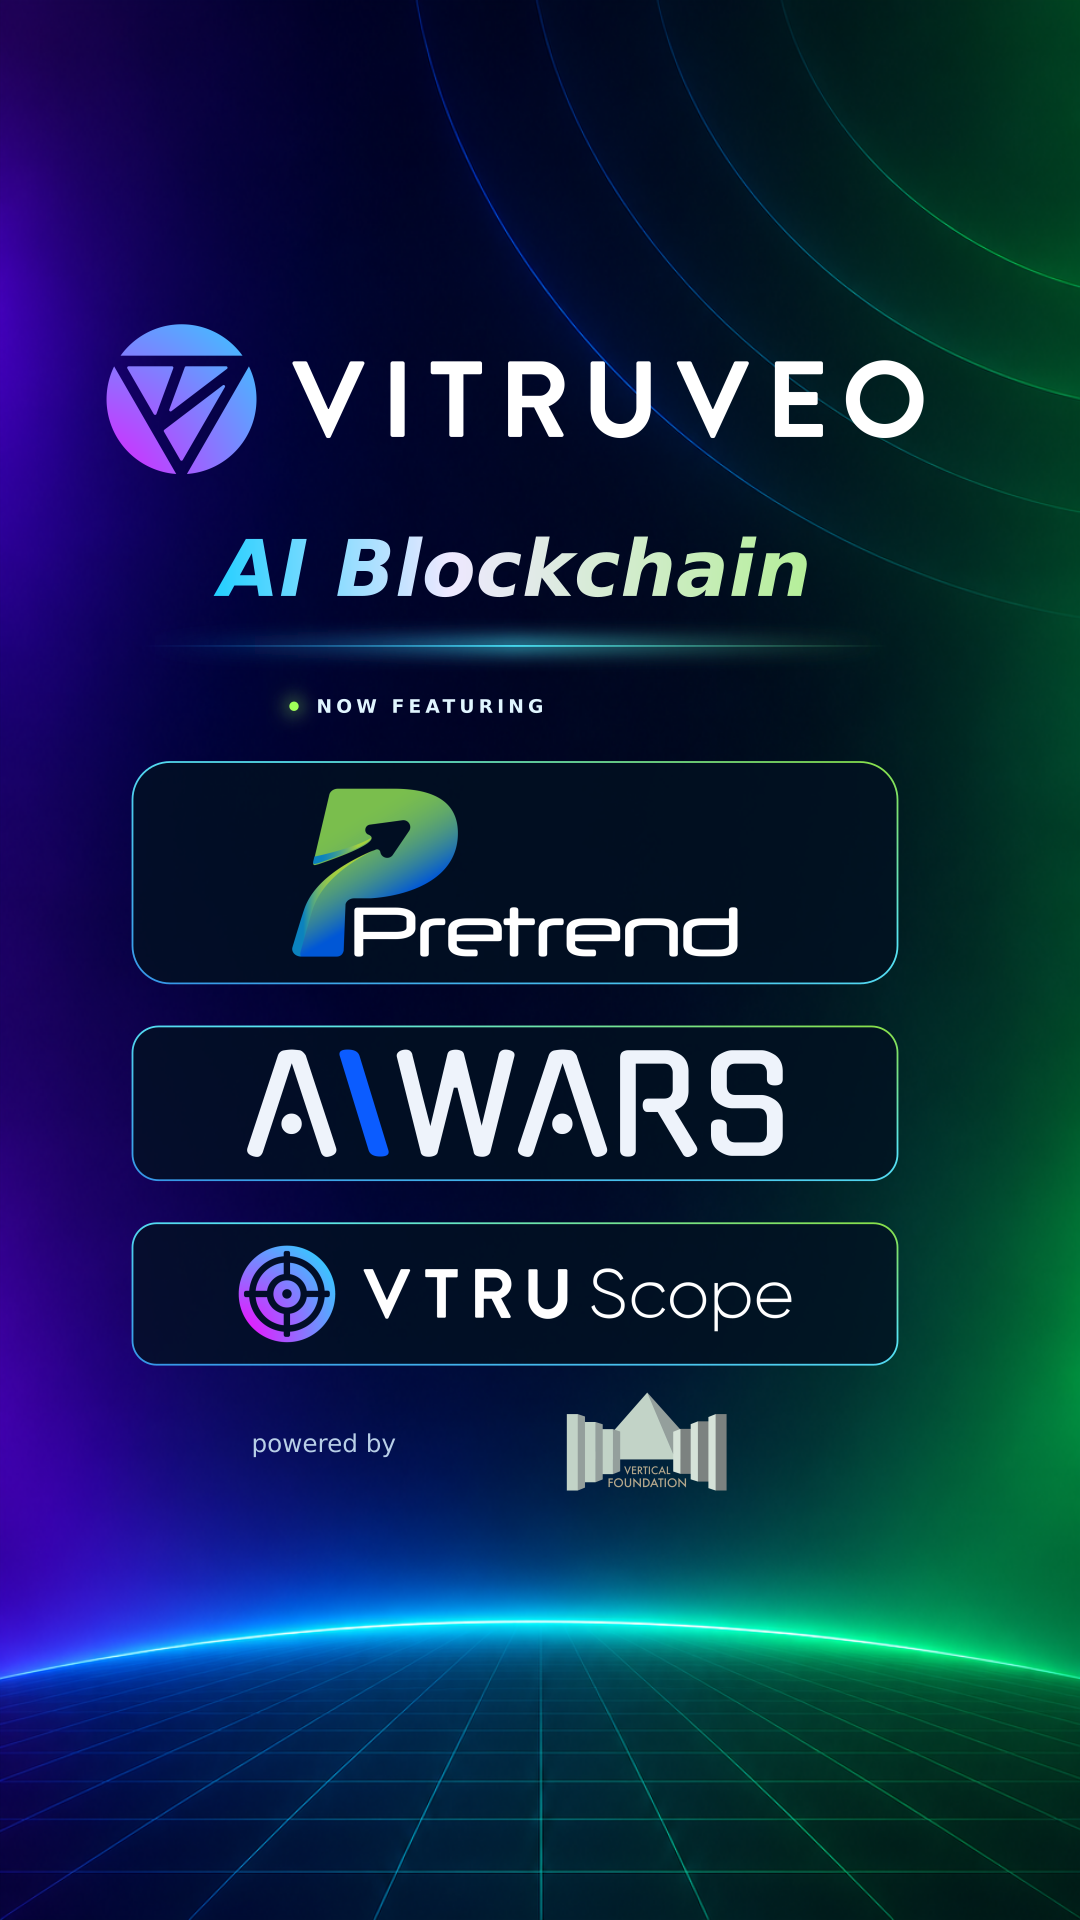 VITRUVEO
AI Blockchain
NOW FEATURING
Pretrend
AIWARS
VTRU Scope
powered by
VERTICAL
FOUNDATION